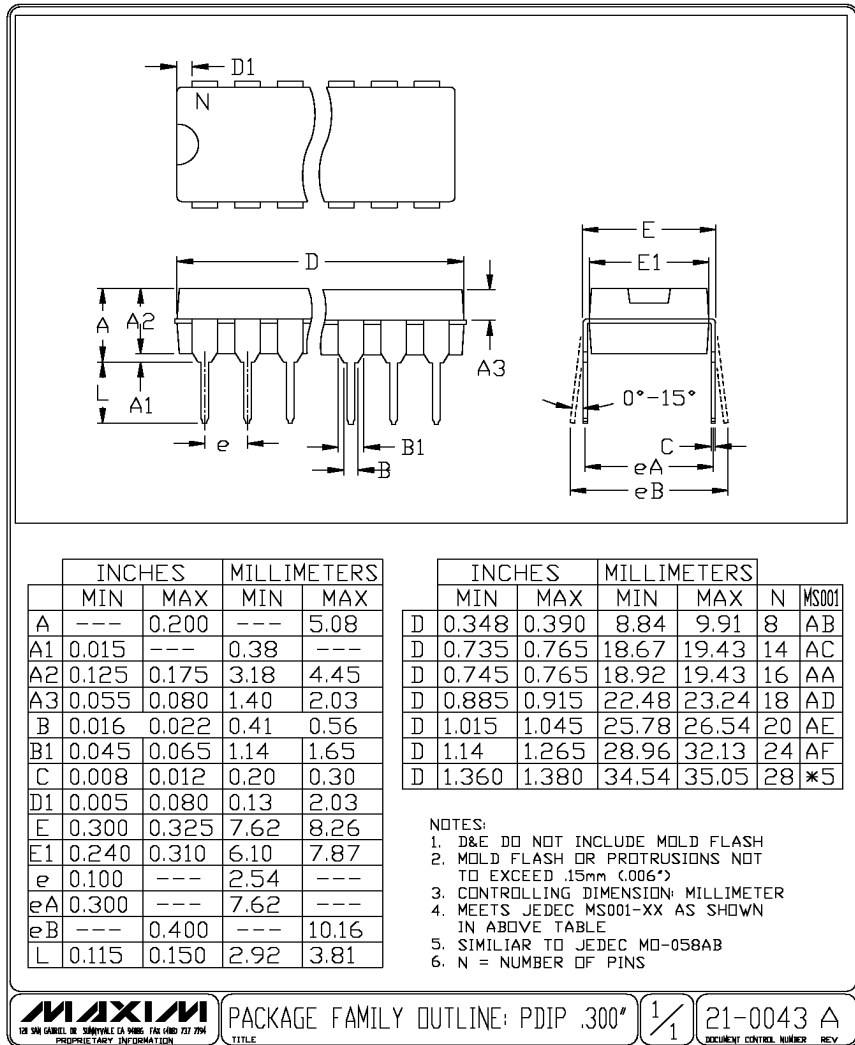 D1
N
D
E
E1
A
A2
A3
L
A1
e
B1
B
0°-15°
C
eA
eB
INCHES MILLIMETERS
MIN MAX MIN MAX
A --- 0.200 --- 5.08
A1 0.015 --- 0.38 ---
A2 0.125 0.175 3.18 4.45
A3 0.055 0.080 1.40 2.03
B 0.016 0.022 0.41 0.56
B1 0.045 0.065 1.14 1.65
C 0.008 0.012 0.20 0.30
D1 0.005 0.080 0.13 2.03
E 0.300 0.325 7.62 8.26
E1 0.240 0.310 6.10 7.87
e 0.100 --- 2.54 ---
eA 0.300 --- 7.62 ---
eB --- 0.400 --- 10.16
L 0.115 0.150 2.92 3.81
INCHES MILLIMETERS
MIN MAX MIN MAX N MS001
D 0.348 0.390 8.84 9.91 8 AB
D 0.735 0.765 18.67 19.43 14 AC
D 0.745 0.765 18.92 19.43 16 AA
D 0.885 0.915 22.48 23.24 18 AD
D 1.015 1.045 25.78 26.54 20 AE
D 1.14 1.265 28.96 32.13 24 AF
D 1.360 1.380 34.54 35.05 28 *5
NOTES:
1. D&E DO NOT INCLUDE MOLD FLASH
2. MOLD FLASH OR PROTRUSIONS NOT
TO EXCEED .15mm (.006")
3. CONTROLLING DIMENSION: MILLIMETER
4. MEETS JEDEC MS001-XX AS SHOWN
IN ABOVE TABLE
5. SIMILIAR TO JEDEC MO-058AB
6. N = NUMBER OF PINS
MAXIM
120 SAN GABRIEL DR SUNNYVALE CA 94086 FAX (408) 737 7194
PROPRIETARY INFORMATION
PACKAGE FAMILY OUTLINE: PDIP .300"
TITLE
1/1
21-0043 A
DOCUMENT CONTROL NUMBER REV